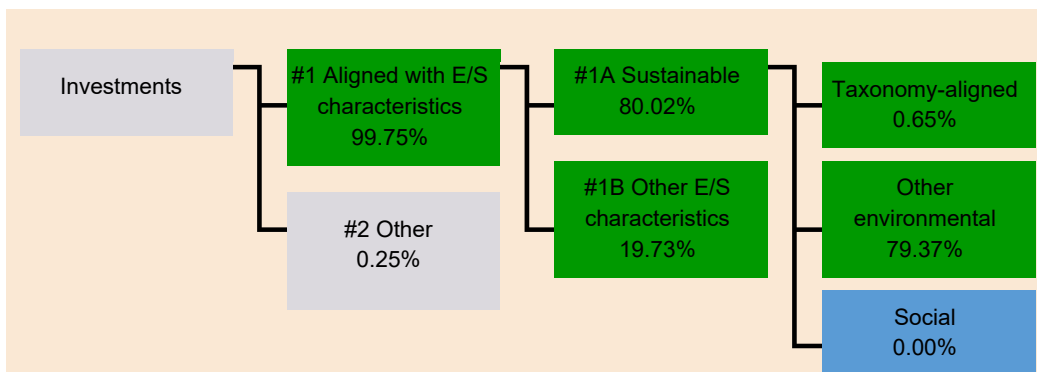 Investments
#1 Aligned with E/S
characteristics
99.75%
#2 Other
0.25%
#1A Sustainable
80.02%
#1B Other E/S
characteristics
19.73%
Taxonomy-aligned
0.65%
Other
environmental
79.37%
Social
0.00%